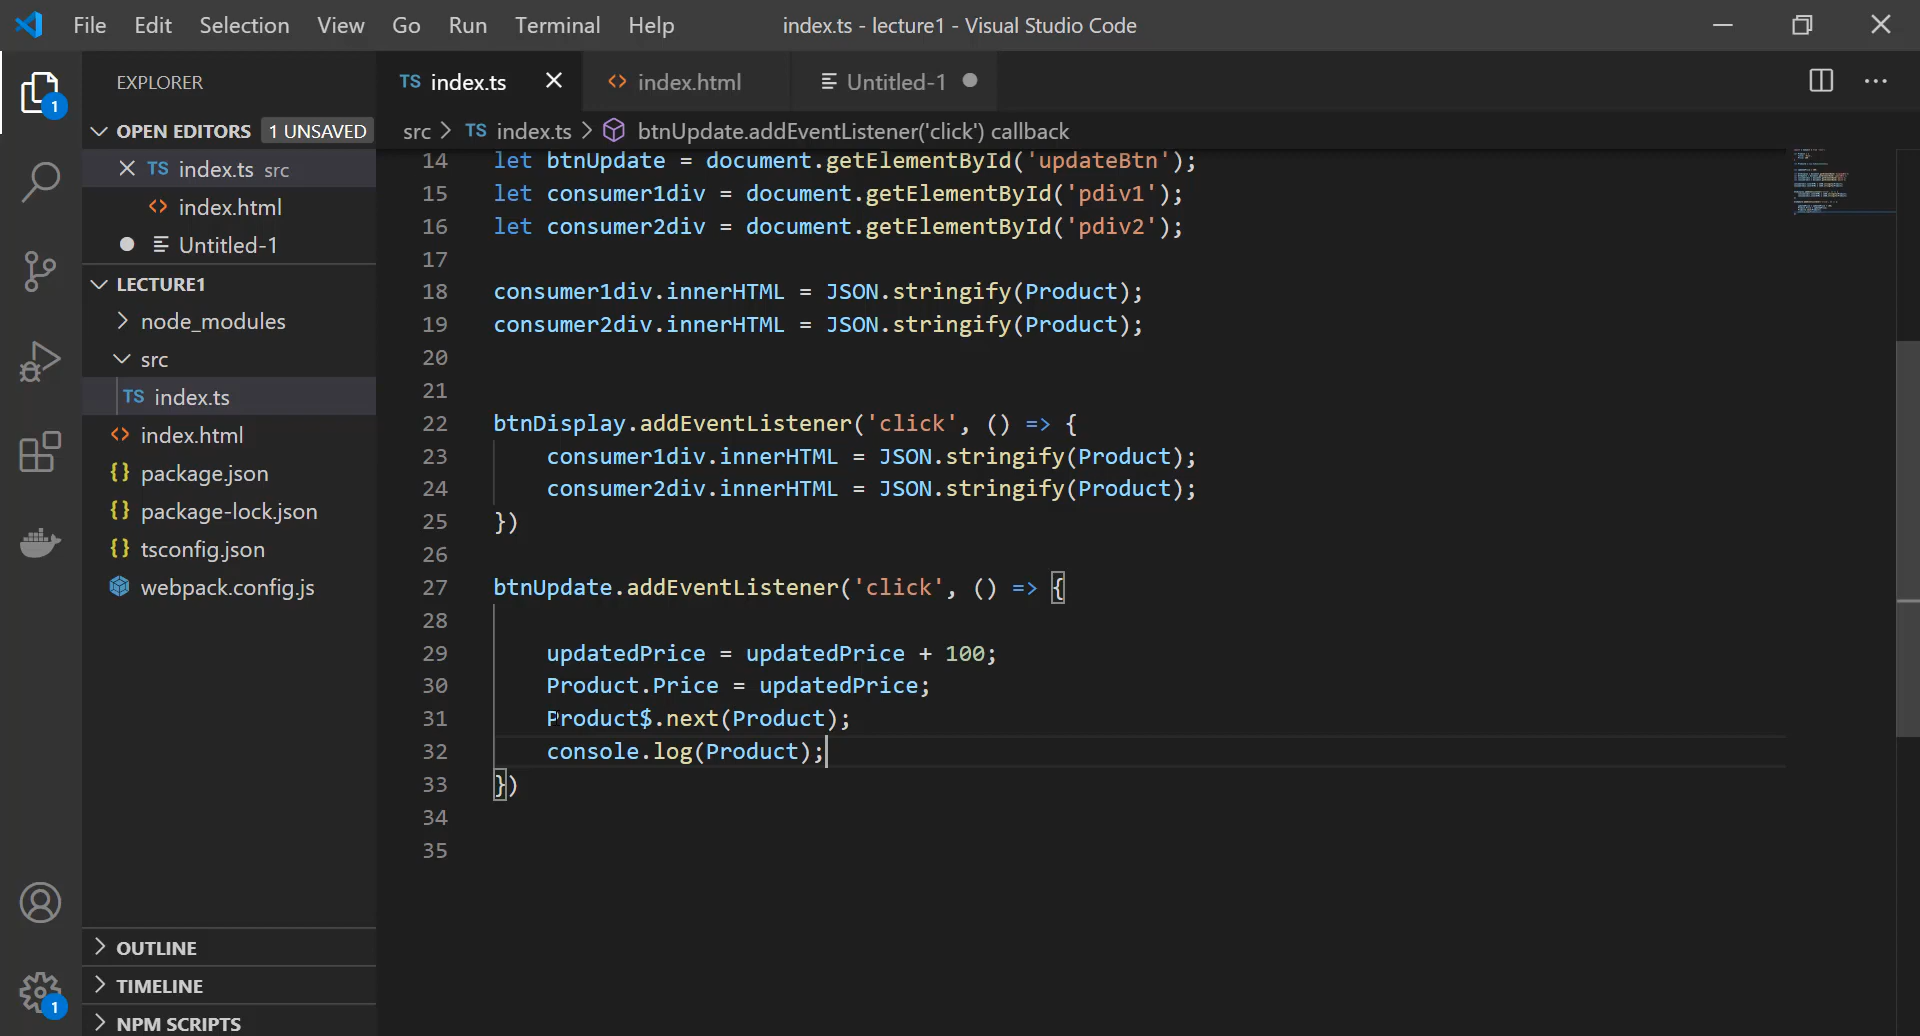 File Edit Selection View Go Run Terminal Help index.ts - lecture1 - Visual Studio Code
EXPLORER
TS index.ts
<> index.html
Untitled-1
1
OPEN EDITORS 1 UNSAVED
TS index.ts src
<> index.html
Untitled-1
LECTURE1
node_modules
src
TS index.ts
<> index.html
{} package.json
{} package-lock.json
{} tsconfig.json
webpack.config.js
OUTLINE
TIMELINE
NPM SCRIPTS
1
src > TS index.ts > btnUpdate.addEventListener('click') callback
14 let btnUpdate = document.getElementById('updateBtn');
15 let consumer1div = document.getElementById('pdiv1');
16 let consumer2div = document.getElementById('pdiv2');
17
18 consumer1div.innerHTML = JSON.stringify(Product);
19 consumer2div.innerHTML = JSON.stringify(Product);
20
21
22 btnDisplay.addEventListener('click', () => {
23 consumer1div.innerHTML = JSON.stringify(Product);
24 consumer2div.innerHTML = JSON.stringify(Product);
25 })
26
27 btnUpdate.addEventListener('click', () => {
28
29 updatedPrice = updatedPrice + 100;
30 Product.Price = updatedPrice;
31 Product$.next(Product);
32 console.log(Product);
33 })
34
35